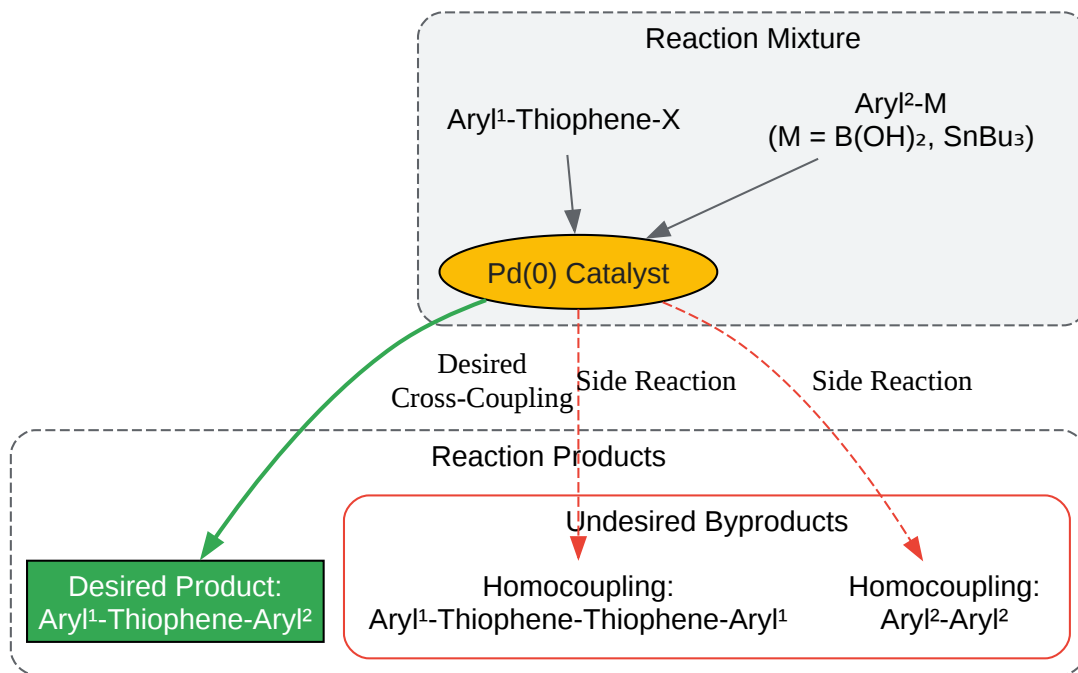 Reaction Mixture
Aryl¹-Thiophene-X
Aryl²-M
(M = B(OH)₂, SnBu₃)
Pd(0) Catalyst
Desired
Cross-Coupling
Side Reaction
Side Reaction
Reaction Products
Undesired Byproducts
Desired Product:
Aryl¹-Thiophene-Aryl²
Homocoupling:
Aryl¹-Thiophene-Thiophene-Aryl¹
Homocoupling:
Aryl²-Aryl²